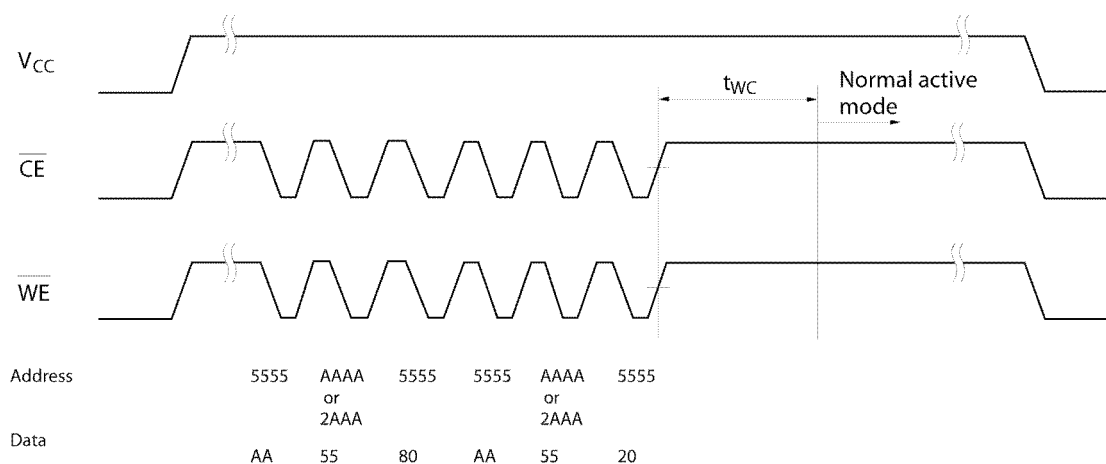 VCC
tWC
Normal active
mode
CE
WE
Address 5555 AAAA 5555 5555 AAAA 5555
or or
2AAA 2AAA
Data
AA 55 80 AA 55 20